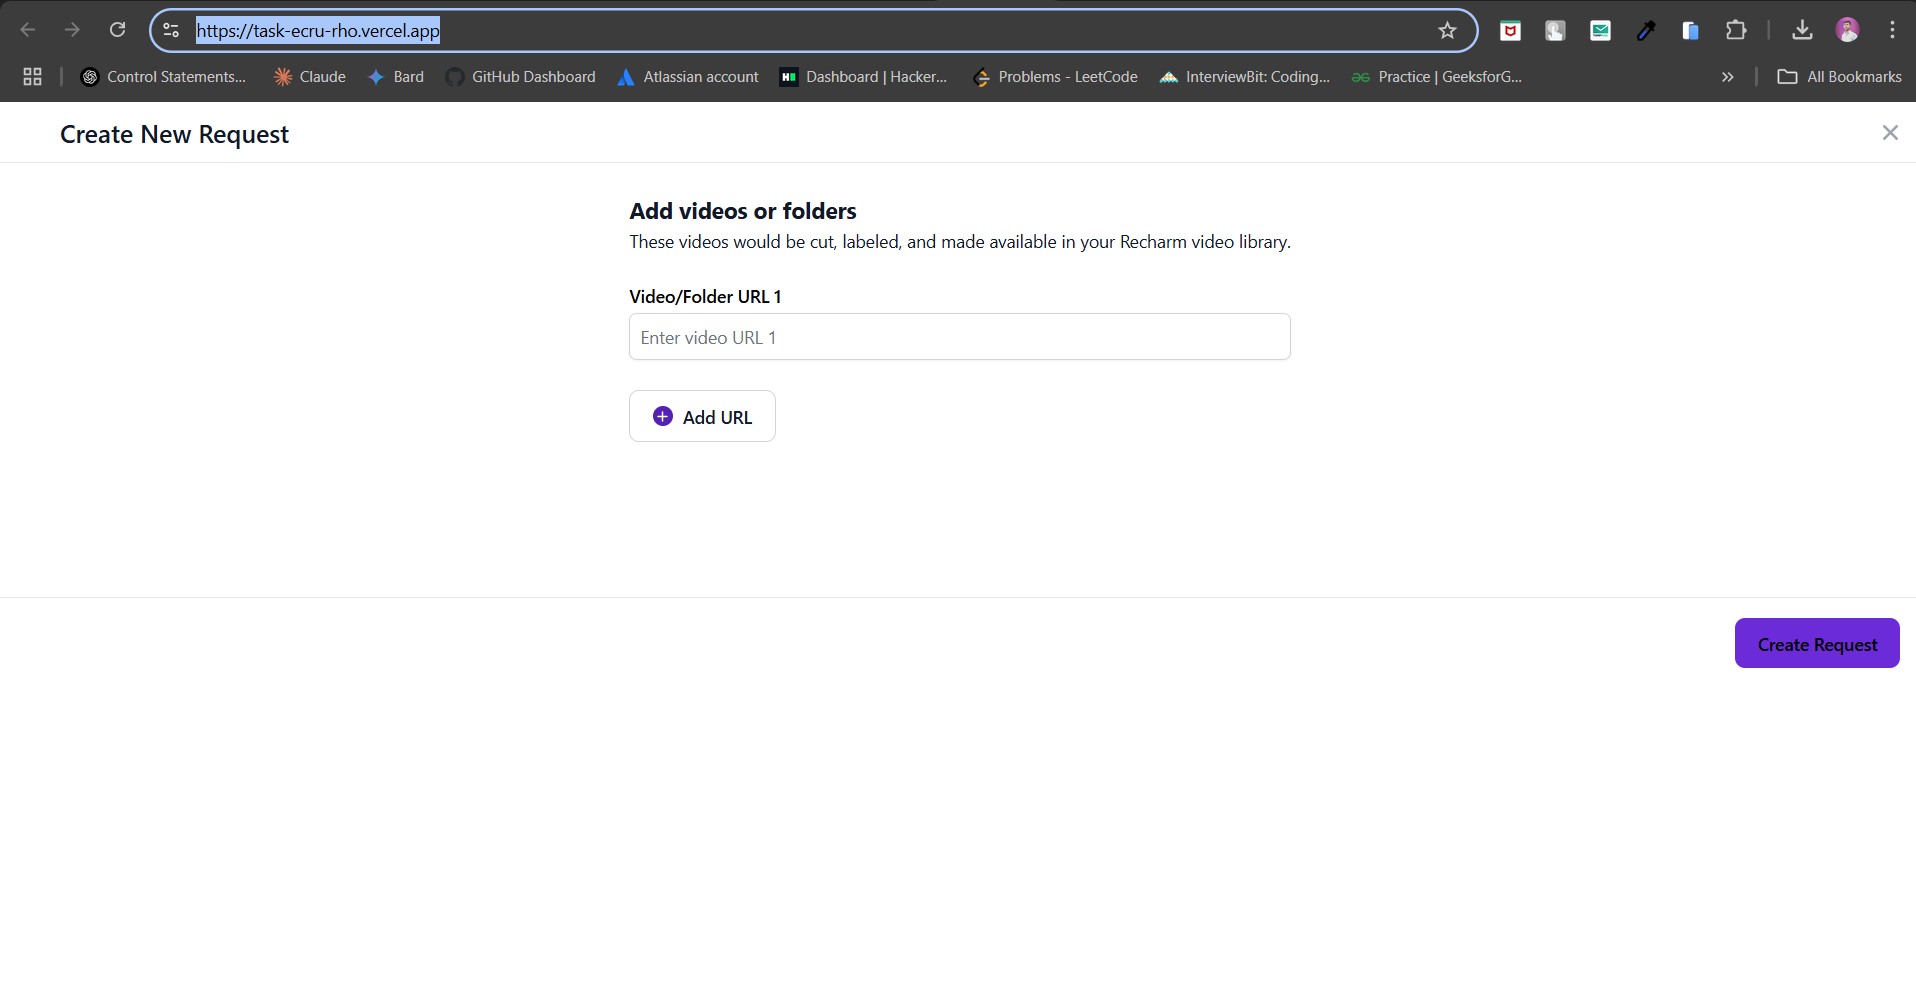 https://task-ecru-rho.vercel.app
Control Statements... Claude Bard GitHub Dashboard Atlassian account Dashboard | Hacker... Problems - LeetCode InterviewBit: Coding... Practice | GeeksforG... » All Bookmarks
Create New Request
Add videos or folders
These videos would be cut, labeled, and made available in your Recharm video library.
Video/Folder URL 1
Enter video URL 1
Add URL
Create Request